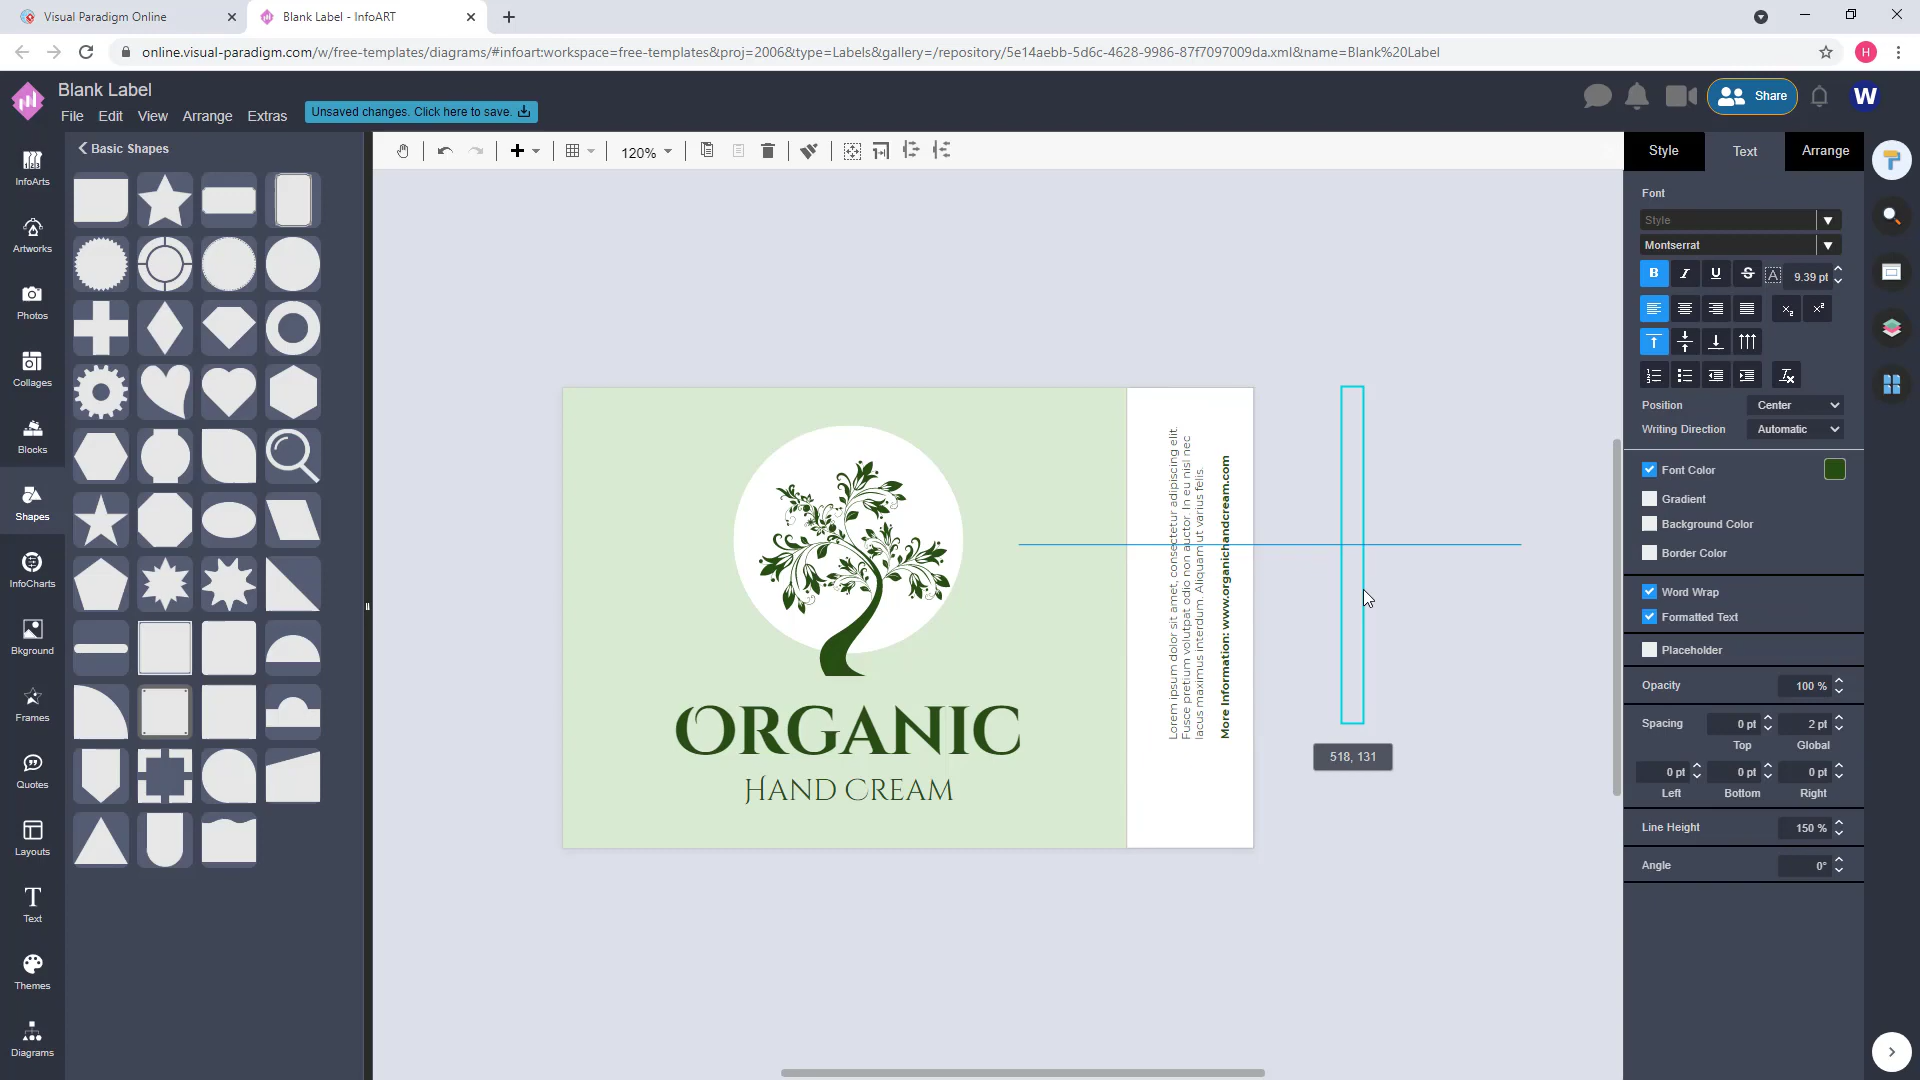 Visual Paradigm Online
Blank Label - InfoART
online.visual-paradigm.com/w/free-templates/diagrams/#infoart:workspace=free-templates&proj=2006&type=Labels&gallery=/repository/5e14aebb-5d6c-4628-9986-87f7097009da.xml&name=Blank%20Label
H
Blank Label
File Edit View Arrange Extras
Unsaved changes. Click here to save.
Share
W
InfoArts
Artworks
Photos
Collages
Blocks
Shapes
InfoCharts
Bkground
Frames
Quotes
Layouts
Text
Themes
Diagrams
Basic Shapes
120%
ORGANIC
HAND CREAM
Lorem ipsum dolor sit amet, consectetur adipiscing elit.
Fusce pretium volutpat odio non auctor. In eu nisl nec
lacus maximus interdum. Aliquam ut varius felis.
More Information: www.organichandcream.com
518, 131
Style Text Arrange
Font
Style
Montserrat
9.39 pt
Position Center
Writing Direction Automatic
Font Color
Gradient
Background Color
Border Color
Word Wrap
Formatted Text
Placeholder
Opacity 100 %
Spacing 0 pt 2 pt
Top Global
0 pt 0 pt 0 pt
Left Bottom Right
Line Height 150 %
Angle 0°